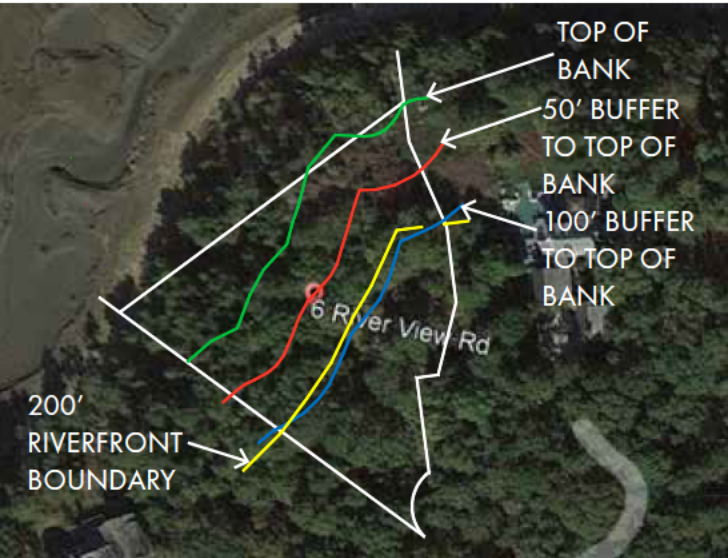 TOP OF
BANK
50’ BUFFER
TO TOP OF
BANK
100’ BUFFER
TO TOP OF
BANK
6 River View Rd
200’
RIVERFRONT
BOUNDARY